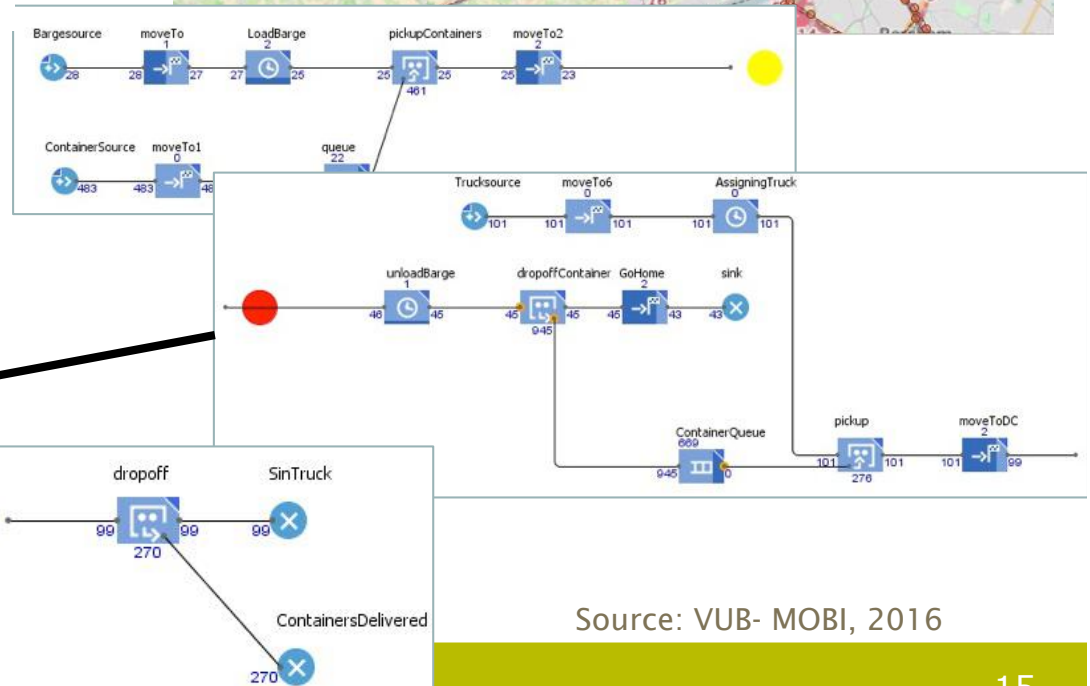 Bargesource moveTo LoadBarge pickupContainers moveTo2
1 2 2
28 28 27 27 25 25 25 25 23
461
ContainerSource moveTo1 queue
0 22
483 483
Trucksource moveTo6 AssigningTruck
0 0
101 101 101 101 101
unloadBarge dropoffContainer GoHome sink
1 2
46 45 45 45 45 43 43
945
ContainerQueue pickup moveToDC
669 2
945 0 101 101 101 99
276
dropoff SinTruck
99 99 99
270
ContainersDelivered
270
Source: VUB- MOBI, 2016
15